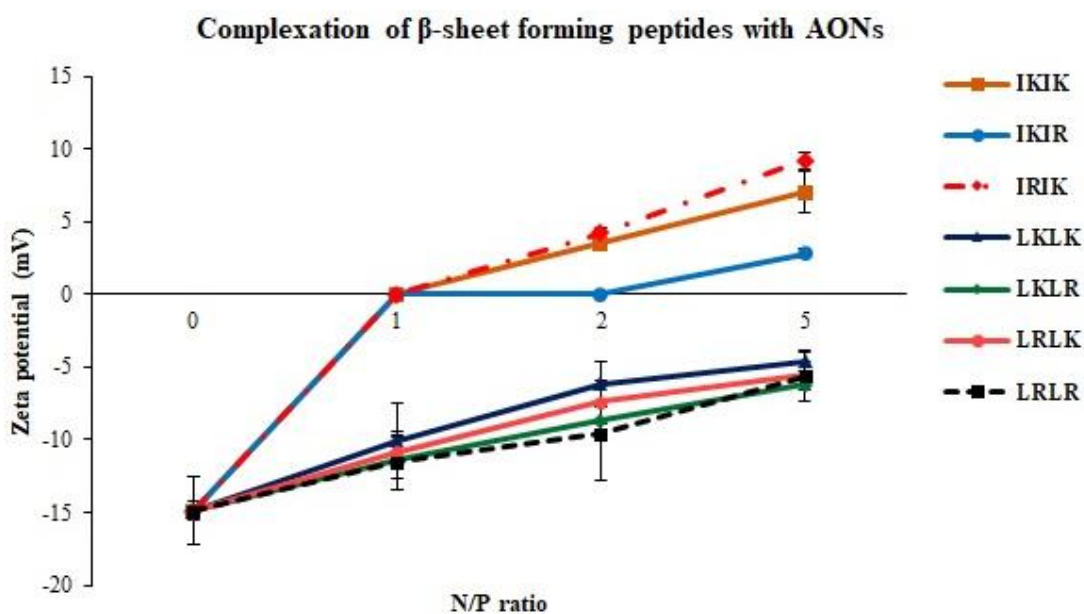 Complexation of β-sheet forming peptides with AONs
15
10
5
0
-5
-10
-15
-20
Zeta potential (mV)
0 1 2 5
N/P ratio
IKIK
IKIR
IRIK
LKLK
LKLR
LRLK
LRLR